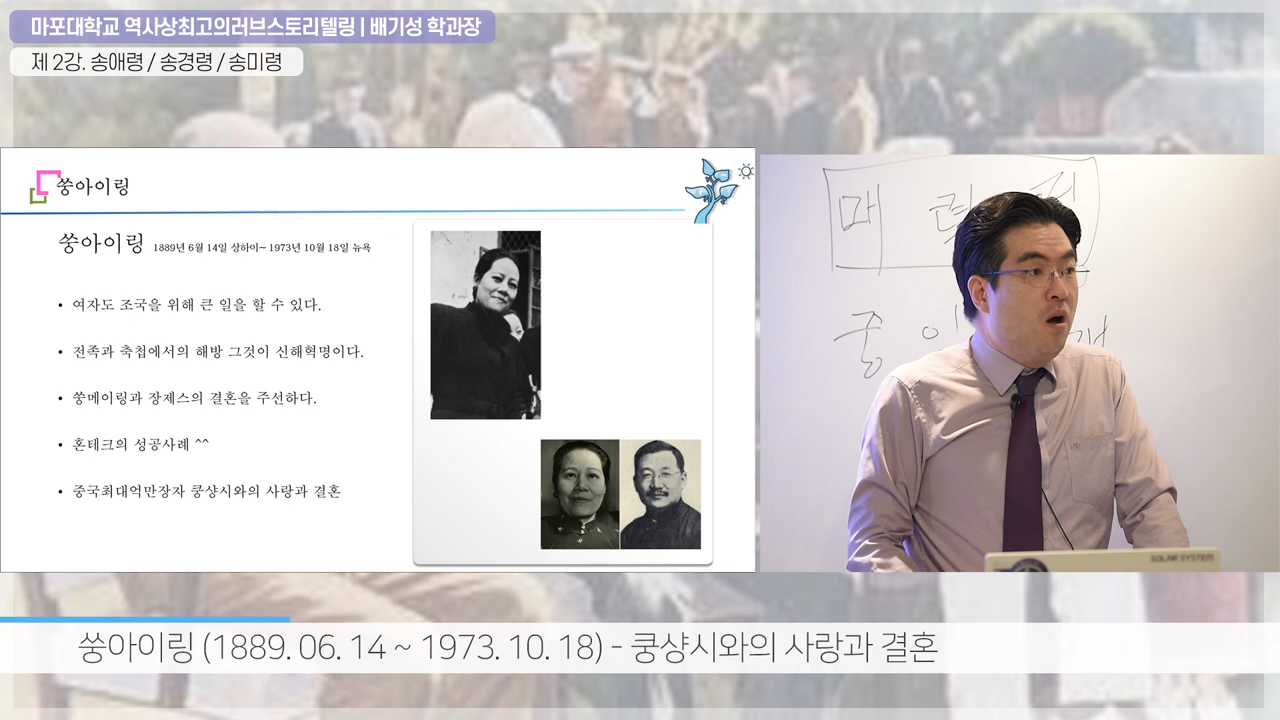 마포대학교 역사상최고의러브스토리텔링 | 배기성 학과장
제 2강. 송애령 / 송경령 / 송미령
쑹아이링
쑹아이링 1889년 6월 14일 상하이~ 1973년 10월 18일 뉴욕
• 여자도 조국을 위해 큰 일을 할 수 있다.
• 전족과 축첩에서의 해방 그것이 신해혁명이다.
• 쑹메이링과 장제스의 결혼을 주선하다.
• 혼테크의 성공사례 ^^
• 중국최대억만장자 쿵샹시와의 사랑과 결혼
매 력
중
SOLAR SYSTEM
쑹아이링 (1889. 06. 14 ~ 1973. 10. 18) - 쿵샹시와의 사랑과 결혼